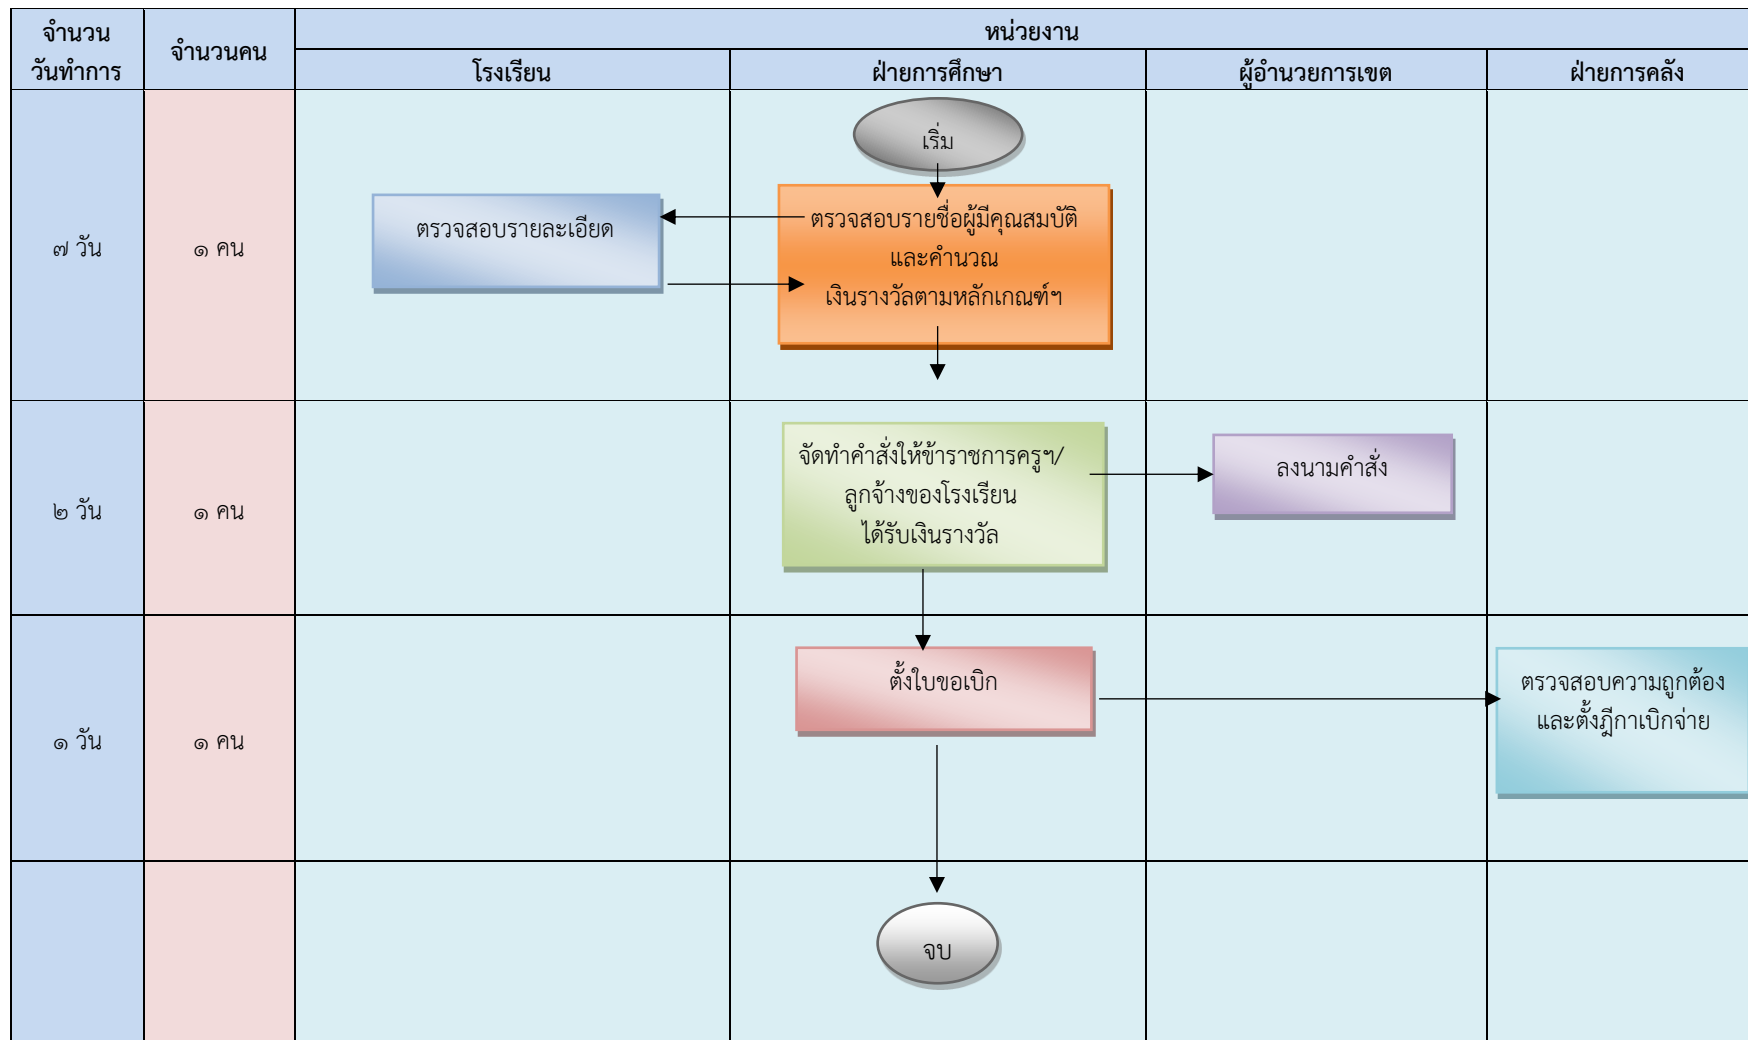 จำนวน
วันทำการ
จำนวนคน
หน่วยงาน
โรงเรียน
ฝ่ายการศึกษา
ผู้อำนวยการเขต
ฝ่ายการคลัง
๗ วัน
๑ คน
เริ่ม
ตรวจสอบรายละเอียด
ตรวจสอบรายชื่อผู้มีคุณสมบัติ
และคำนวณ
เงินรางวัลตามหลักเกณฑ์ฯ
๒ วัน
๑ คน
จัดทำคำสั่งให้ข้าราชการครูฯ/
ลูกจ้างของโรงเรียน
ได้รับเงินรางวัล
ลงนามคำสั่ง
๑ วัน
๑ คน
ตั้งใบขอเบิก
ตรวจสอบความถูกต้อง
และตั้งฎีกาเบิกจ่าย
จบ